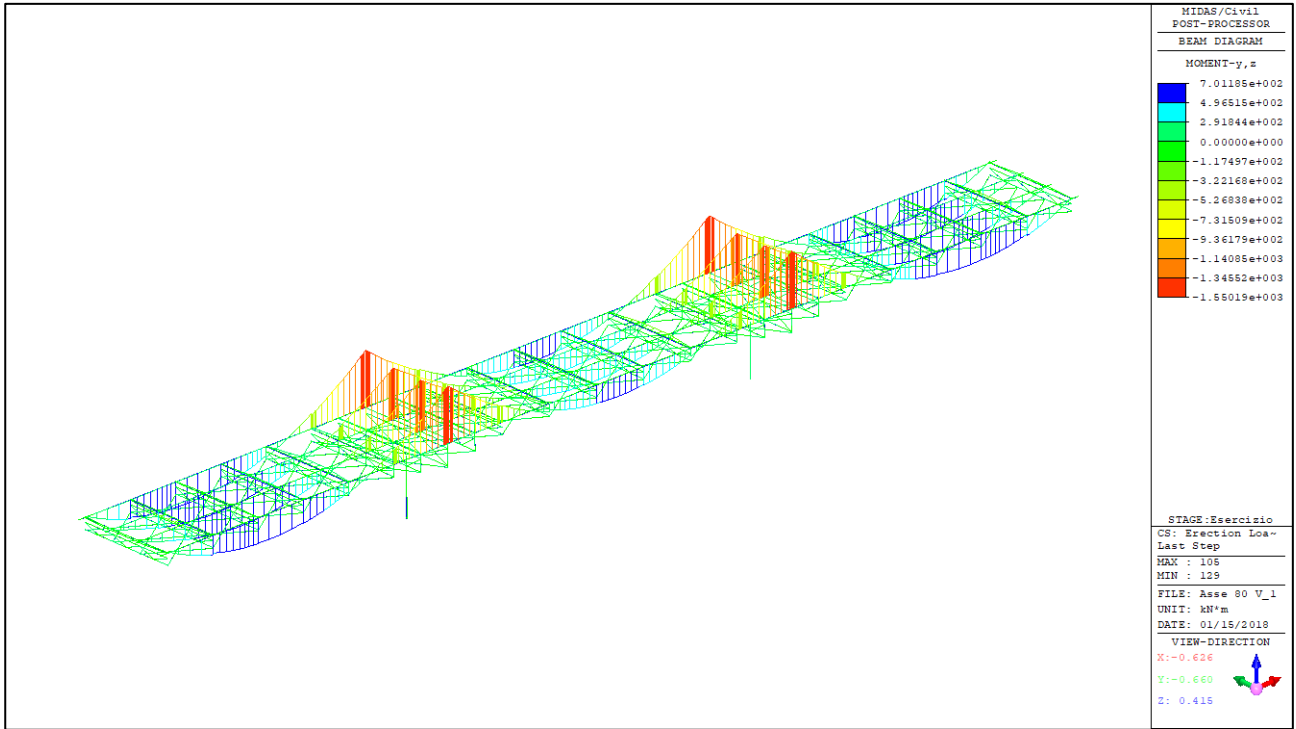 MIDAS/Civil
POST-PROCESSOR
BEAM DIAGRAM
MOMENT-y,z
7.01185e+002
4.96515e+002
2.91844e+002
0.00000e+000
-1.17497e+002
-3.22168e+002
-5.26838e+002
-7.31509e+002
-9.36179e+002
-1.14085e+003
-1.34552e+003
-1.55019e+003
STAGE:Esercizio
CS: Erection Loa~
Last Step
MAX : 105
MIN : 129
FILE: Asse 80 V_1
UNIT: kN*m
DATE: 01/15/2018
VIEW-DIRECTION
X:-0.626
Y:-0.660
Z: 0.415